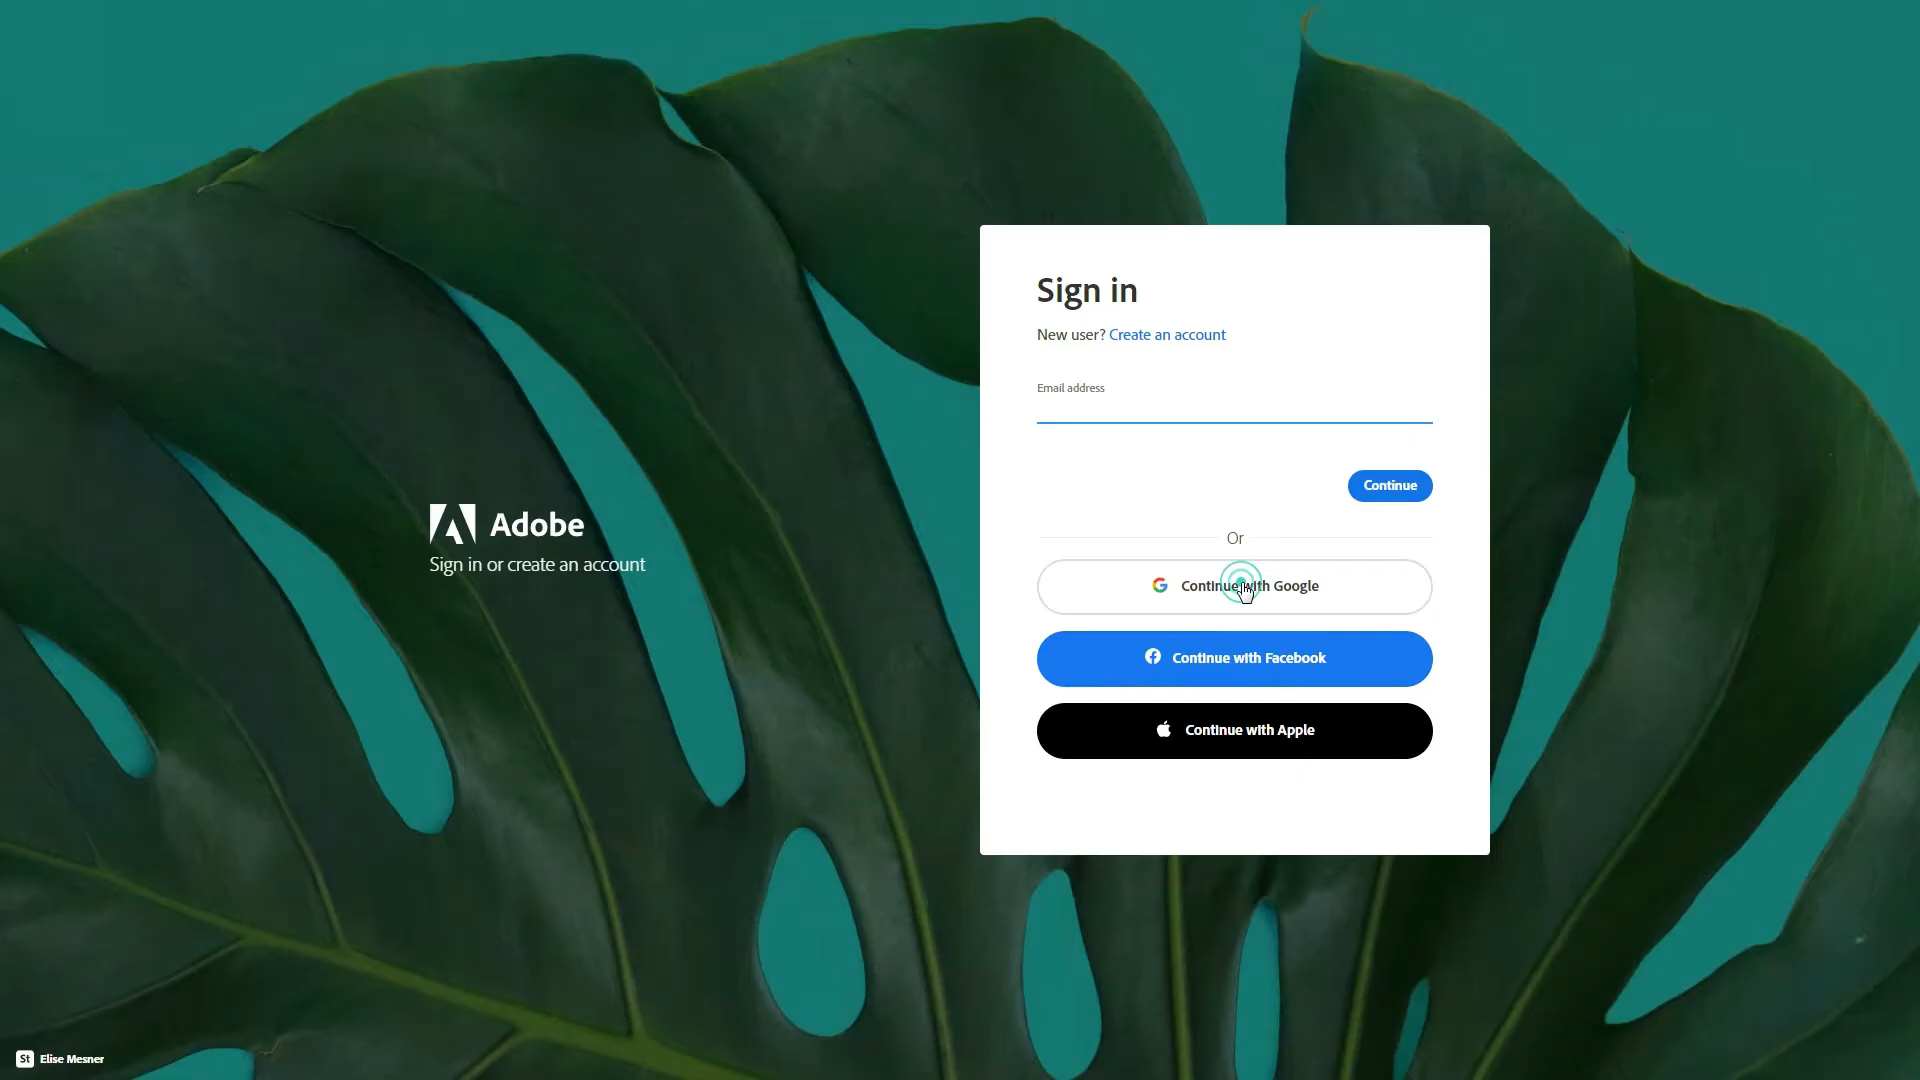 Sign in
New user? Create an account
Email address
Continue
Or
Continue with Google
Continue with Facebook
Continue with Apple
Adobe
Sign in or create an account
St Elise Mesner